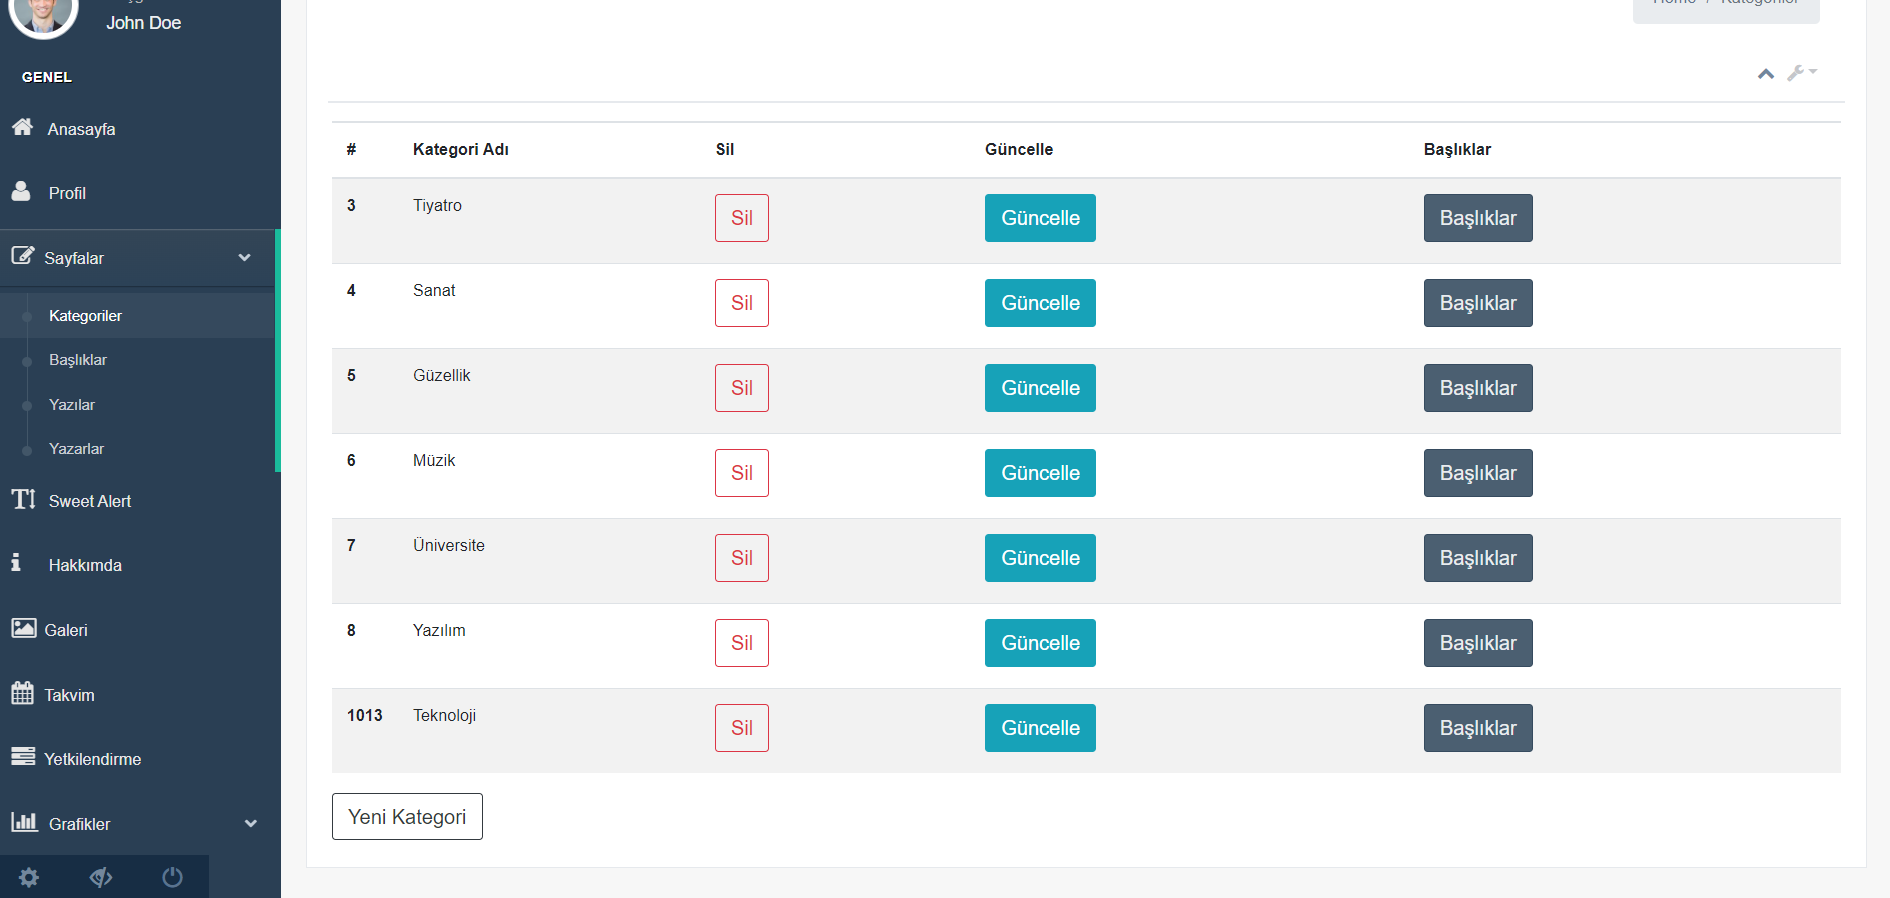 John Doe
GENEL
Anasayfa
Profil
Sayfalar
Kategoriler
Başlıklar
Yazılar
Yazarlar
Sweet Alert
Hakkımda
Galeri
Takvim
Yetkilendirme
Grafikler
Home / Kategoriler
# Kategori Adı Sil Güncelle Başlıklar
3 Tiyatro Sil Güncelle Başlıklar
4 Sanat Sil Güncelle Başlıklar
5 Güzellik Sil Güncelle Başlıklar
6 Müzik Sil Güncelle Başlıklar
7 Üniversite Sil Güncelle Başlıklar
8 Yazılım Sil Güncelle Başlıklar
1013 Teknoloji Sil Güncelle Başlıklar
Yeni Kategori